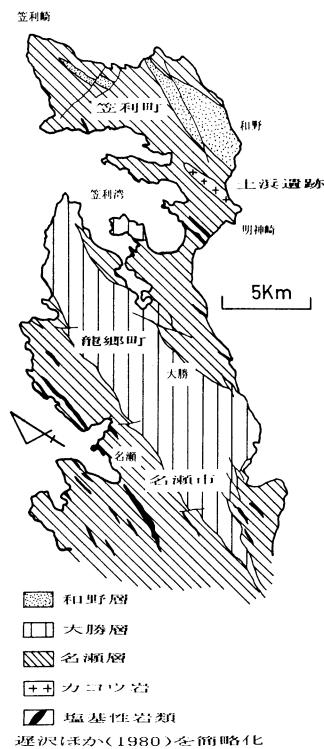 笠利崎
笠利町
和野
土浜遺跡
笠利湾
明神崎
5Km
龍郷町
大勝
名瀬
名瀬市
和野層
大勝層
名瀬層
カコウ岩
塩基性岩類
遅沢ほか(1980)を簡略化